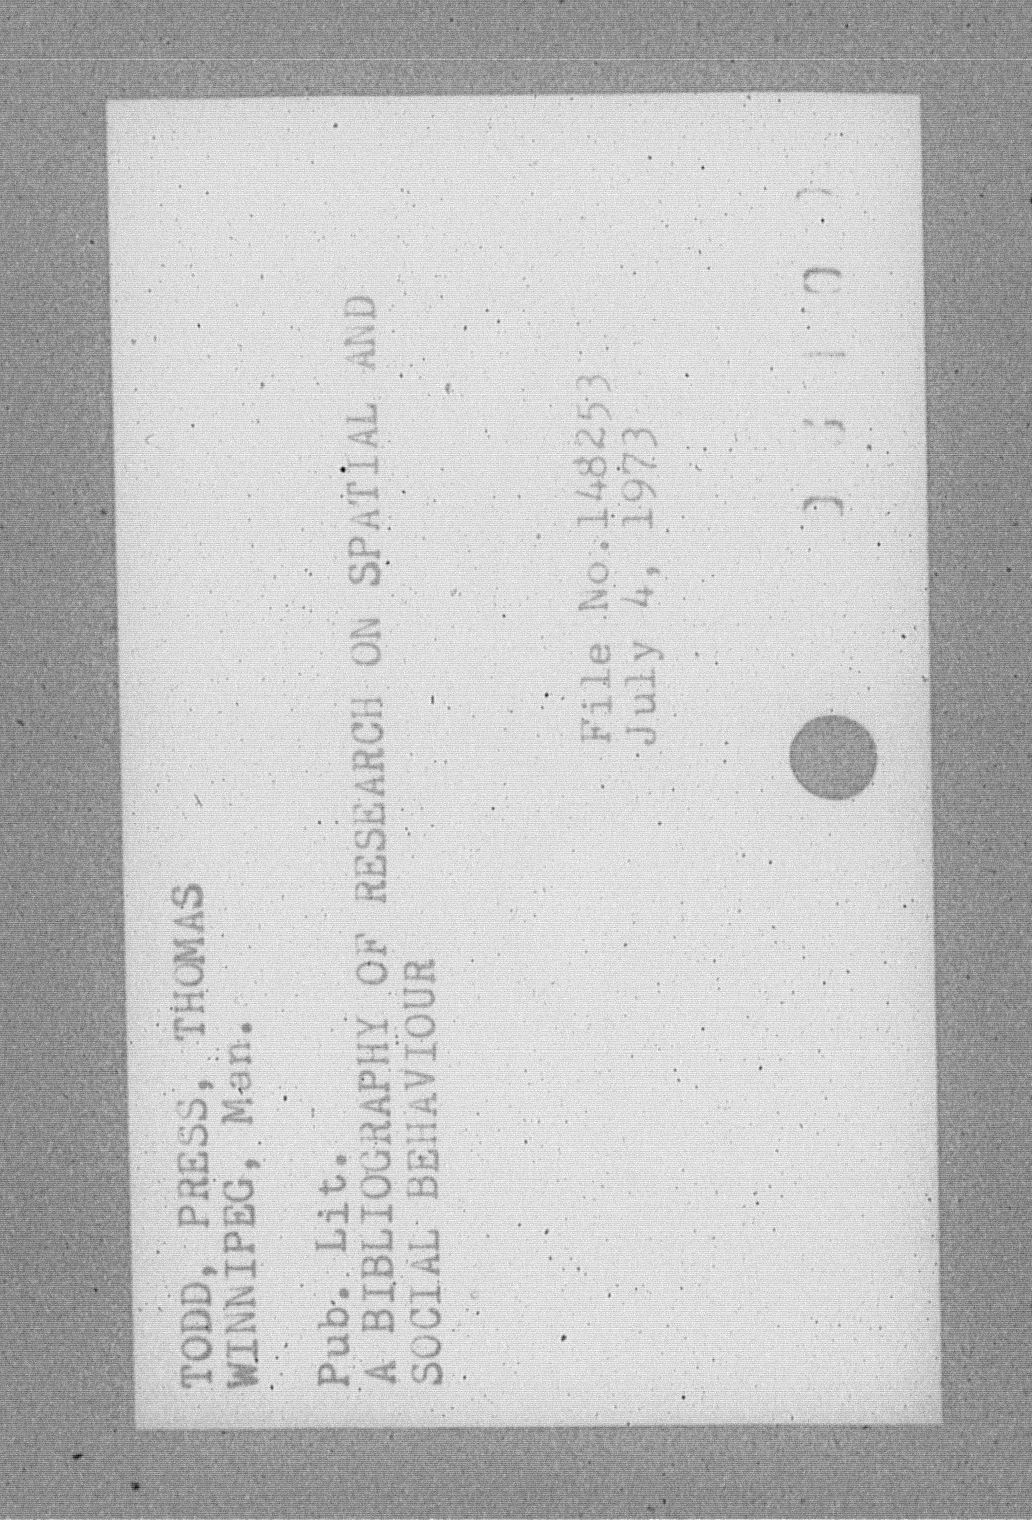 TODD, PRESS, THOMAS
WINNIPEG, Man.
Pub. Lit.
A BIBLIOGRAPHY OF RESEARCH ON SPATIAL AND
SOCIAL BEHAVIOUR
File No.148253
July 4, 1973